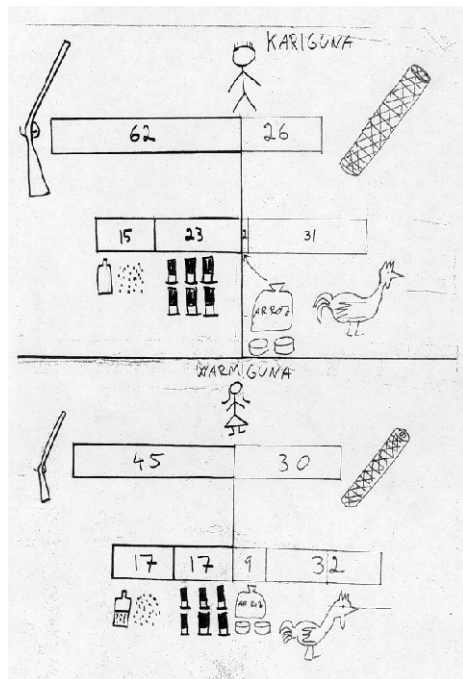 KARIGUNA
62 26
15 23 2 31
ARROZ
WARMIGUNA
45 30
17 17 9 32
ARROZ